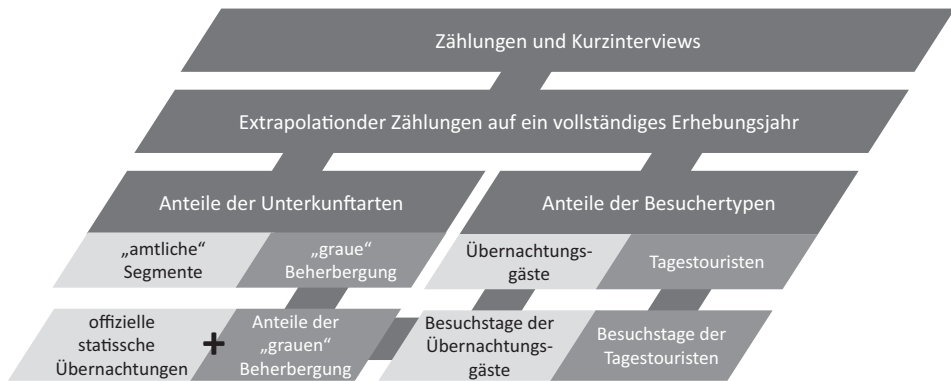 Zählungen und Kurzinterviews
Extrapolationder Zählungen auf ein vollständiges Erhebungsjahr
Anteile der Unterkunftarten
Anteile der Besuchertypen
„amtliche“
Segmente
„graue“
Beherbergung
Übernachtungs-
gäste
Tagestouristen
offizielle
statissche
Übernachtungen
+
Anteile der
„grauen“
Beherbergung
Besuchstage der
Übernachtungs-
gäste
Besuchstage der
Tagestouristen